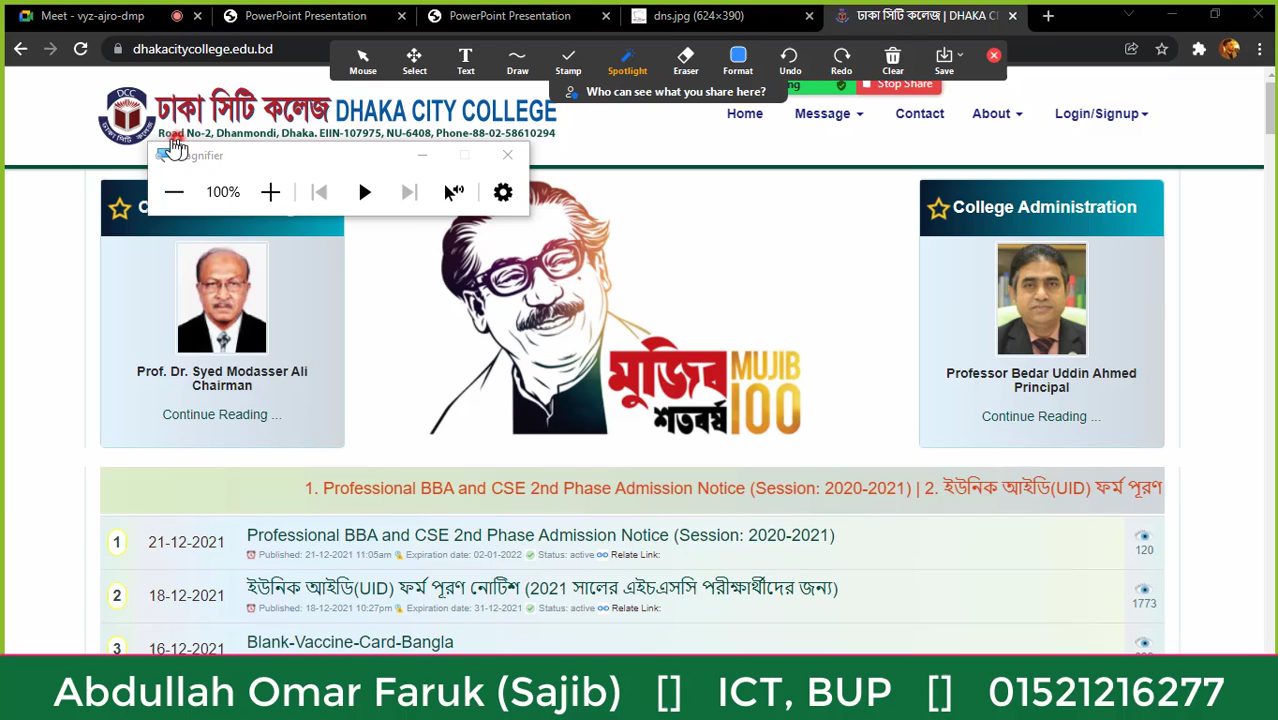 Meet - vyz-ajro-dmp
PowerPoint Presentation
PowerPoint Presentation
dns.jpg (624×390)
ঢাকা সিটি কলেজ | DHAKA CI
dhakacitycollege.edu.bd
Mouse
Select
Text
Draw
Stamp
Spotlight
Eraser
Format
Undo
Redo
Clear
Save
Who can see what you share here?
Stop Share
DCC
ঢাকা সিটি কলেজ DHAKA CITY COLLEGE
Road No-2, Dhanmondi, Dhaka. EIIN-107975, NU-6408, Phone-88-02-58610294
Home
Message
Contact
About
Login/Signup
100%
College Administration
Prof. Dr. Syed Modasser Ali
Chairman
Continue Reading ...
মুজিব
শতবর্ষ
MUJIB
100
Professor Bedar Uddin Ahmed
Principal
Continue Reading ...
1. Professional BBA and CSE 2nd Phase Admission Notice (Session: 2020-2021) | 2. ইউনিক আইডি(UID) ফর্ম পূরণ
1
21-12-2021
Professional BBA and CSE 2nd Phase Admission Notice (Session: 2020-2021)
Published: 21-12-2021 11:05am Expiration date: 02-01-2022 Status: active Relate Link:
120
2
18-12-2021
ইউনিক আইডি(UID) ফর্ম পূরণ নোটিশ (2021 সালের এইচএসসি পরীক্ষার্থীদের জন্য)
Published: 18-12-2021 10:27pm Expiration date: 31-12-2021 Status: active Relate Link:
1773
3
16-12-2021
Blank-Vaccine-Card-Bangla
Abdullah Omar Faruk (Sajib) [] ICT, BUP [] 01521216277